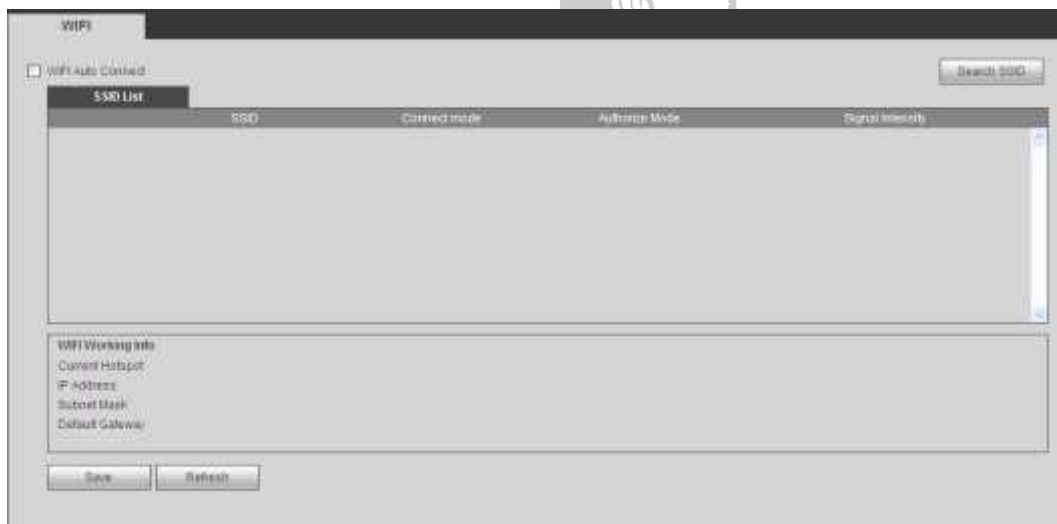 WIFI
WIFI Auto Connect
Search SSID
SSID List
SSID Connect mode Authorize Mode Signal Intensity
WIFI Working Info
Current Hotspot
IP Address
Subnet Mask
Default Gateway
Save Refresh